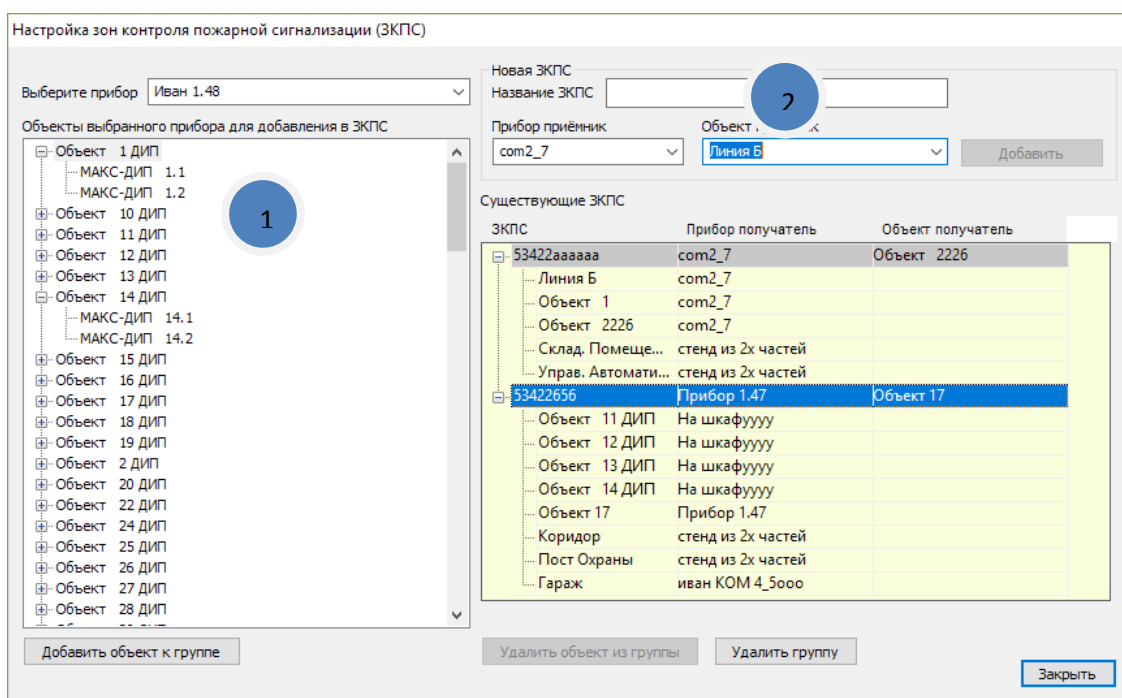 Настройка зон контроля пожарной сигнализации (ЗКПС)
Выберите прибор Иван 1.48
Объекты выбранного прибора для добавления в ЗКПС
Объект 1 ДИП
МАКС-ДИП 1.1
МАКС-ДИП 1.2
Объект 10 ДИП
Объект 11 ДИП
Объект 12 ДИП
Объект 13 ДИП
Объект 14 ДИП
МАКС-ДИП 14.1
МАКС-ДИП 14.2
Объект 15 ДИП
Объект 16 ДИП
Объект 17 ДИП
Объект 18 ДИП
Объект 19 ДИП
Объект 2 ДИП
Объект 20 ДИП
Объект 22 ДИП
Объект 24 ДИП
Объект 25 ДИП
Объект 26 ДИП
Объект 27 ДИП
Объект 28 ДИП
1
Добавить объект к группе
Новая ЗКПС
Название ЗКПС
2
Прибор приёмник Объект
com2_7 Линия Б Добавить
Существующие ЗКПС
ЗКПС Прибор получатель Объект получатель
53422aaaaaa com2_7 Объект 2226
Линия Б com2_7
Объект 1 com2_7
Объект 2226 com2_7
Склад. Помеще... стенд из 2х частей
Управ. Автомати... стенд из 2х частей
53422656 Прибор 1.47 Объект 17
Объект 11 ДИП На шкафуууу
Объект 12 ДИП На шкафуууу
Объект 13 ДИП На шкафуууу
Объект 14 ДИП На шкафуууу
Объект 17 Прибор 1.47
Коридор стенд из 2х частей
Пост Охраны стенд из 2х частей
Гараж иван КОМ 4_5ооо
Удалить объект из группы Удалить группу
Закрыть